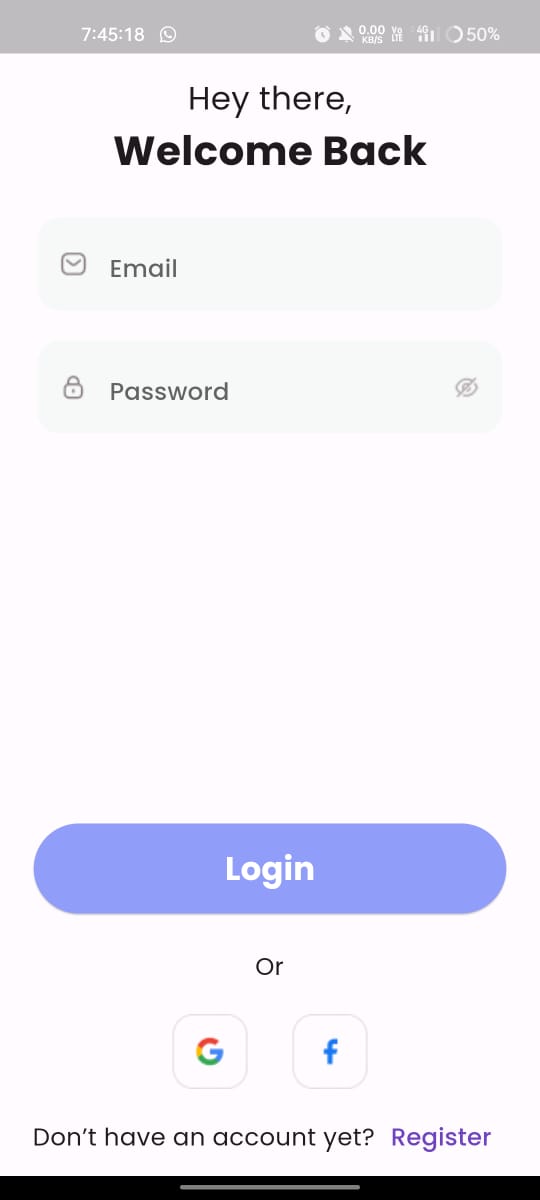 7:45:18 0.00 KB/S Vo LTE 4G 50%
Hey there,
Welcome Back
Email
Password
Login
Or
Don’t have an account yet? Register